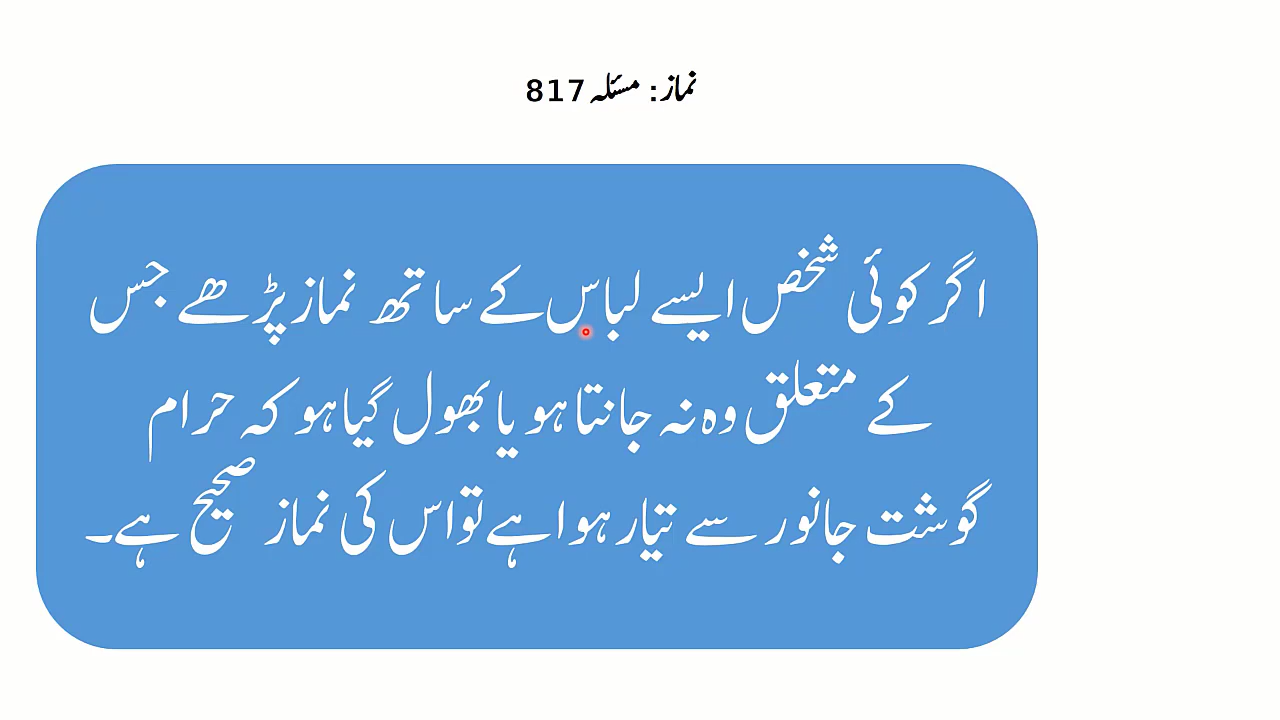 نماز: مسئلہ 817
اگر کوئی شخص ایسے لباس کے ساتھ نماز پڑھے جس
کے متعلق وہ نہ جانتا ہو یا بھول گیا ہو کہ حرام
گوشت جانور سے تیار ہوا ہے تو اس کی نماز صحیح ہے۔